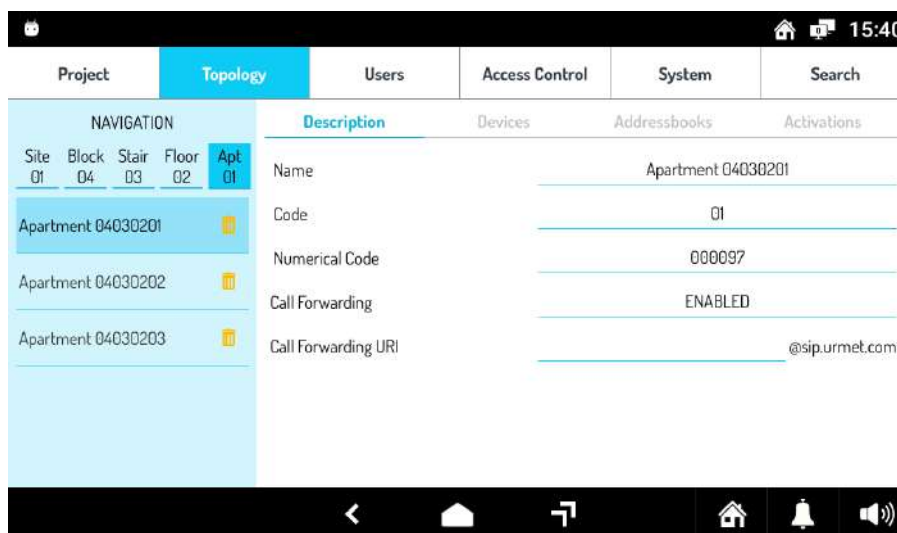 15:40
Project Topology Users Access Control System Search
NAVIGATION
Site Block Stair Floor Apt
01 04 03 02 01
Apartment 04030201
Apartment 04030202
Apartment 04030203
Description Devices Addressbooks Activations
Name Apartment 04030201
Code 01
Numerical Code 000097
Call Forwarding ENABLED
Call Forwarding URI @sip.urmet.com